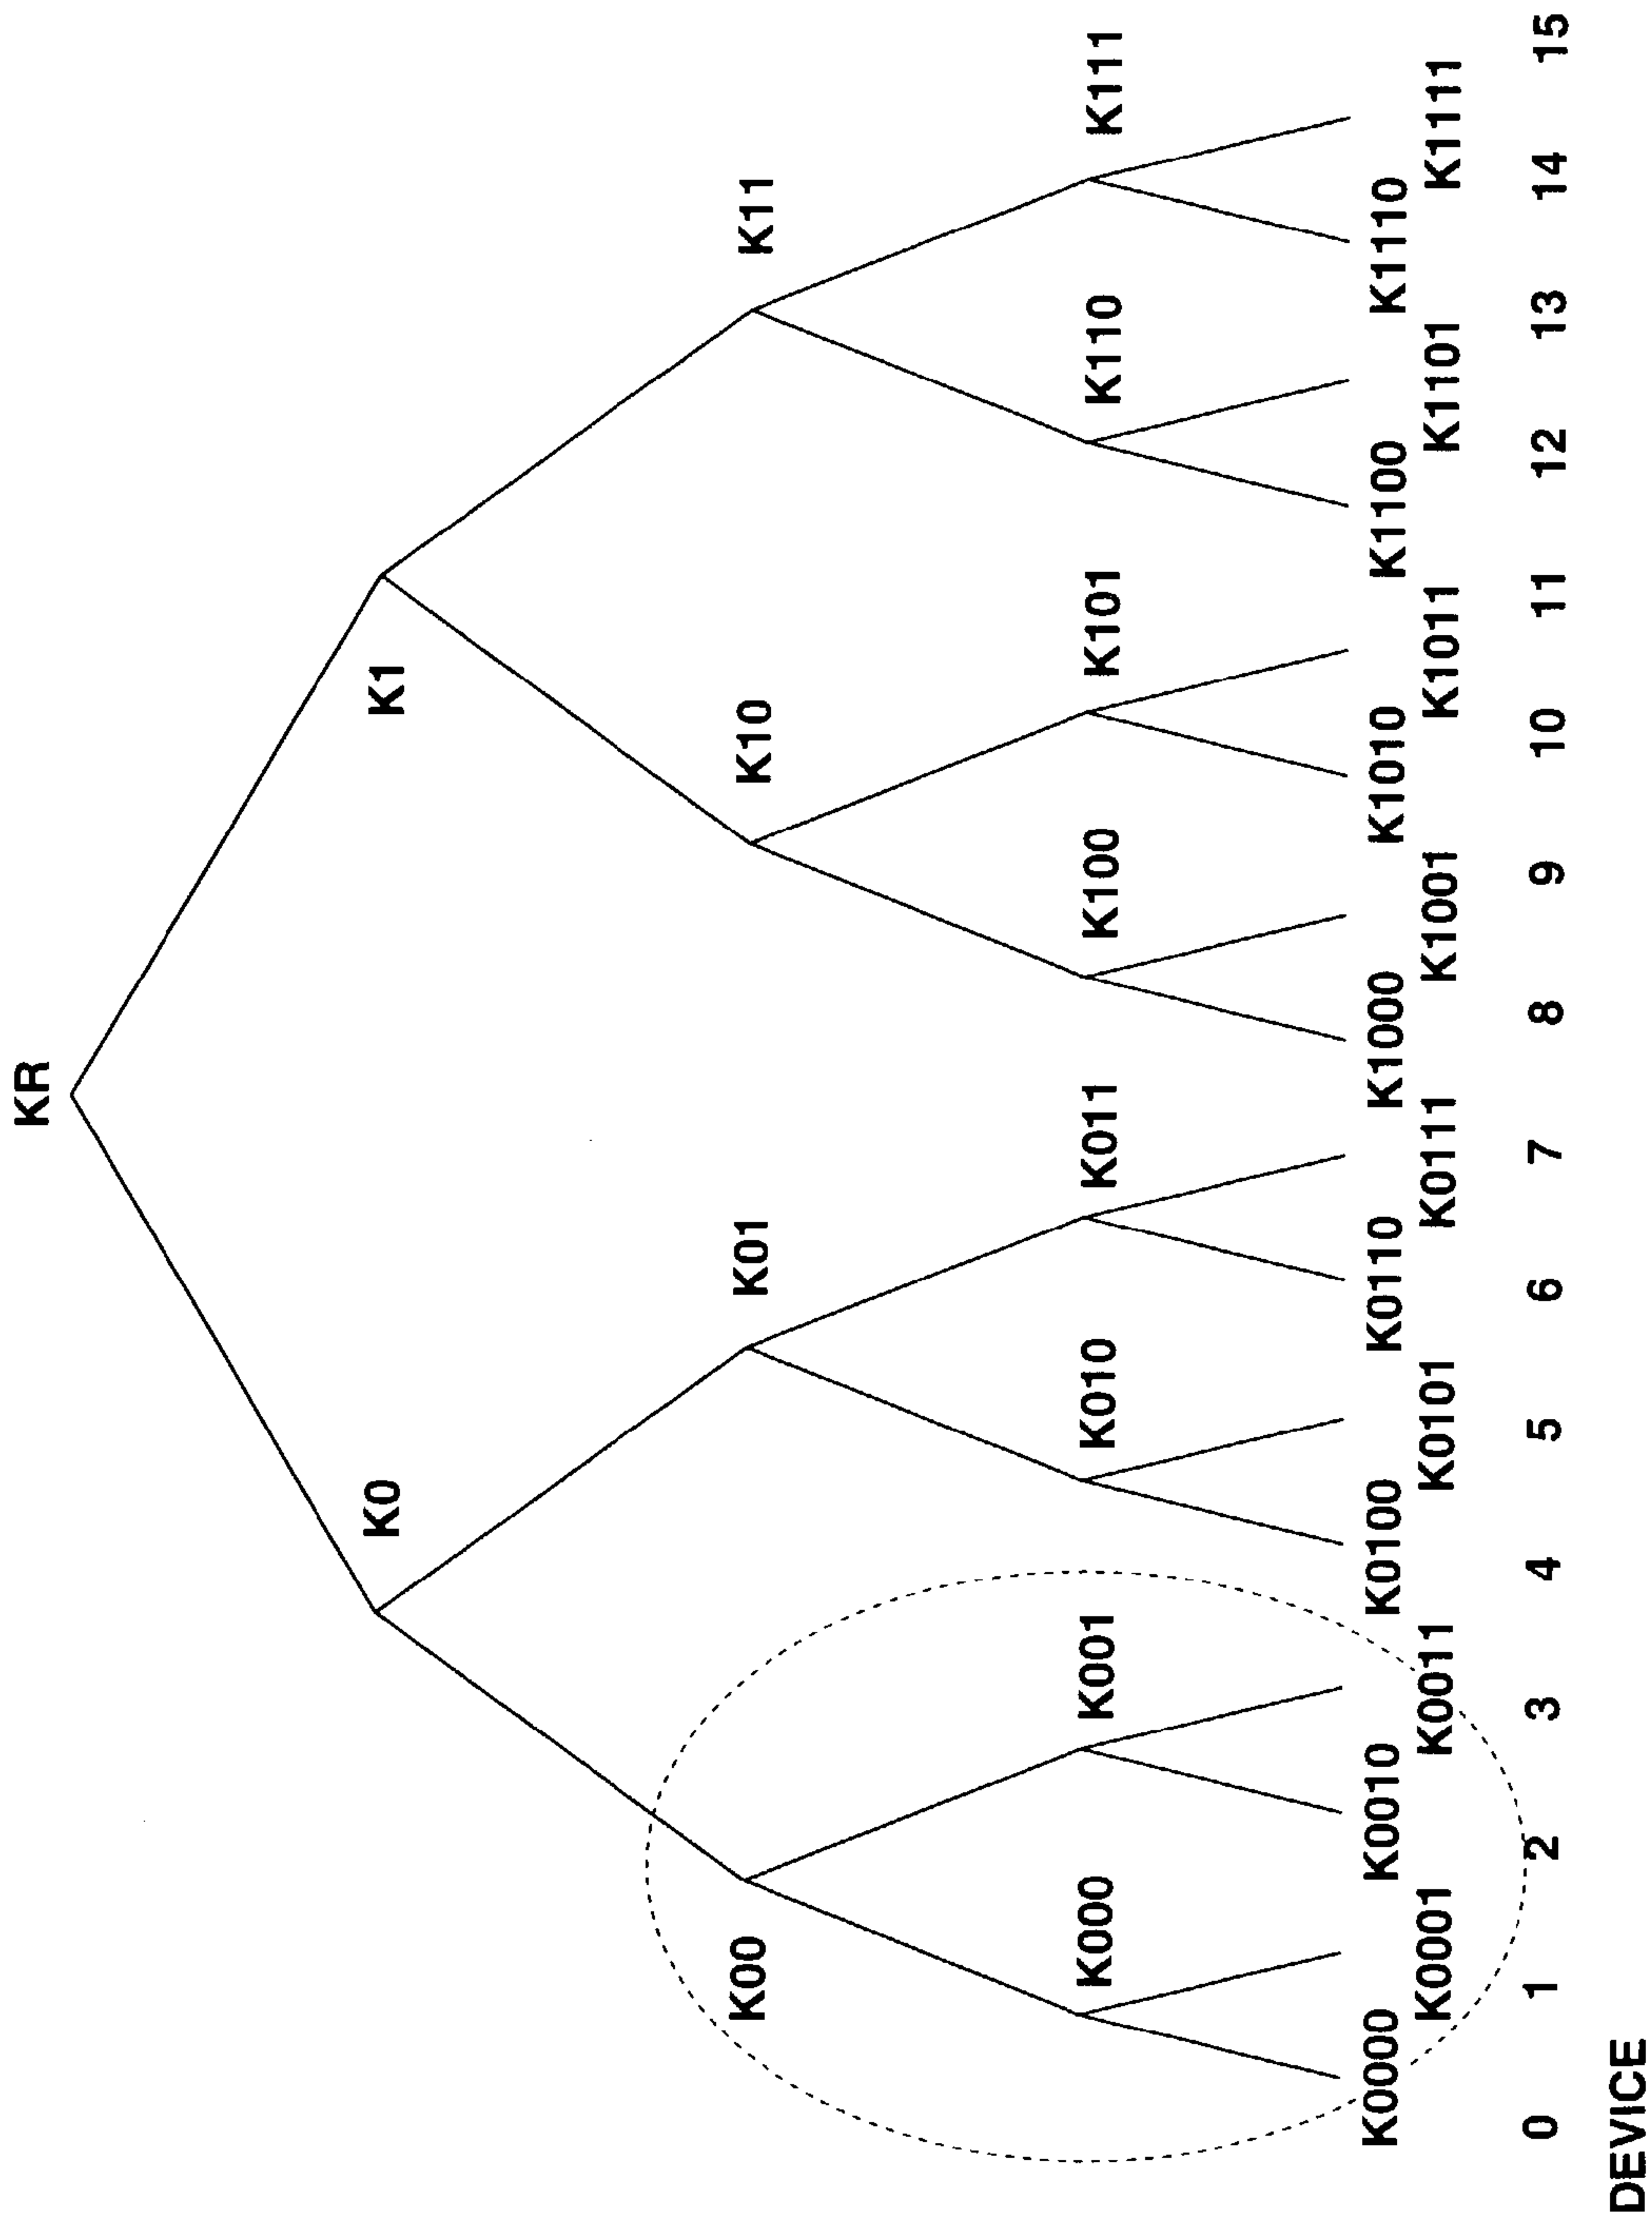 KR
K0
K1
K00
K01
K10
K11
K000
K001
K010
K011
K100
K101
K110
K111
K0000
K0010
K0100
K0110
K1000
K1010
K1100
K1110
K0001
K0011
K0101
K0111
K1001
K1011
K1101
K1111
0 1 2 3 4 5 6 7 8 9 10 11 12 13 14 15
DEVICE